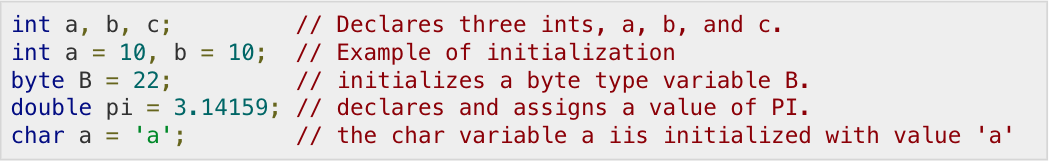 int a, b, c;         // Declares three ints, a, b, and c.
int a = 10, b = 10;  // Example of initialization
byte B = 22;         // initializes a byte type variable B.
double pi = 3.14159; // declares and assigns a value of PI.
char a = 'a';        // the char variable a iis initialized with value 'a'